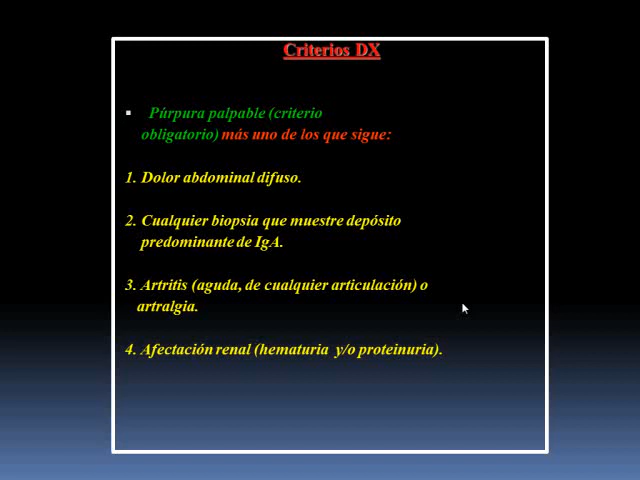 Criterios DX
▪ Púrpura palpable (criterio
obligatorio) más uno de los que sigue:
1. Dolor abdominal difuso.
2. Cualquier biopsia que muestre depósito
predominante de IgA.
3. Artritis (aguda, de cualquier articulación) o
artralgia.
4. Afectación renal (hematuria y/o proteinuria).